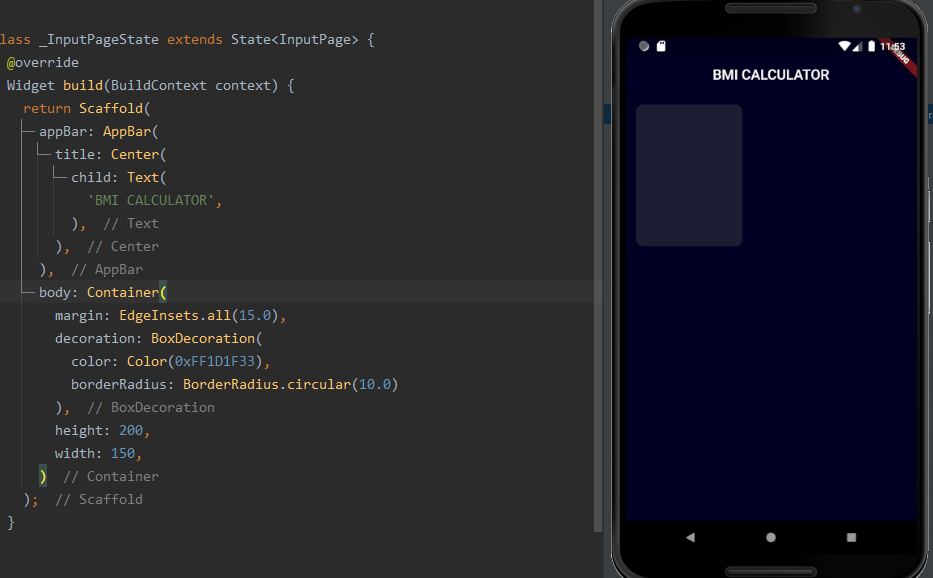 lass _InputPageState extends State<InputPage> {
@override
Widget build(BuildContext context) {
return Scaffold(
appBar: AppBar(
title: Center(
child: Text(
'BMI CALCULATOR',
), // Text
), // Center
), // AppBar
body: Container(
margin: EdgeInsets.all(15.0),
decoration: BoxDecoration(
color: Color(0xFF1D1F33),
borderRadius: BorderRadius.circular(10.0)
), // BoxDecoration
height: 200,
width: 150,
) // Container
); // Scaffold
}
11:53
DEBUG
BMI CALCULATOR